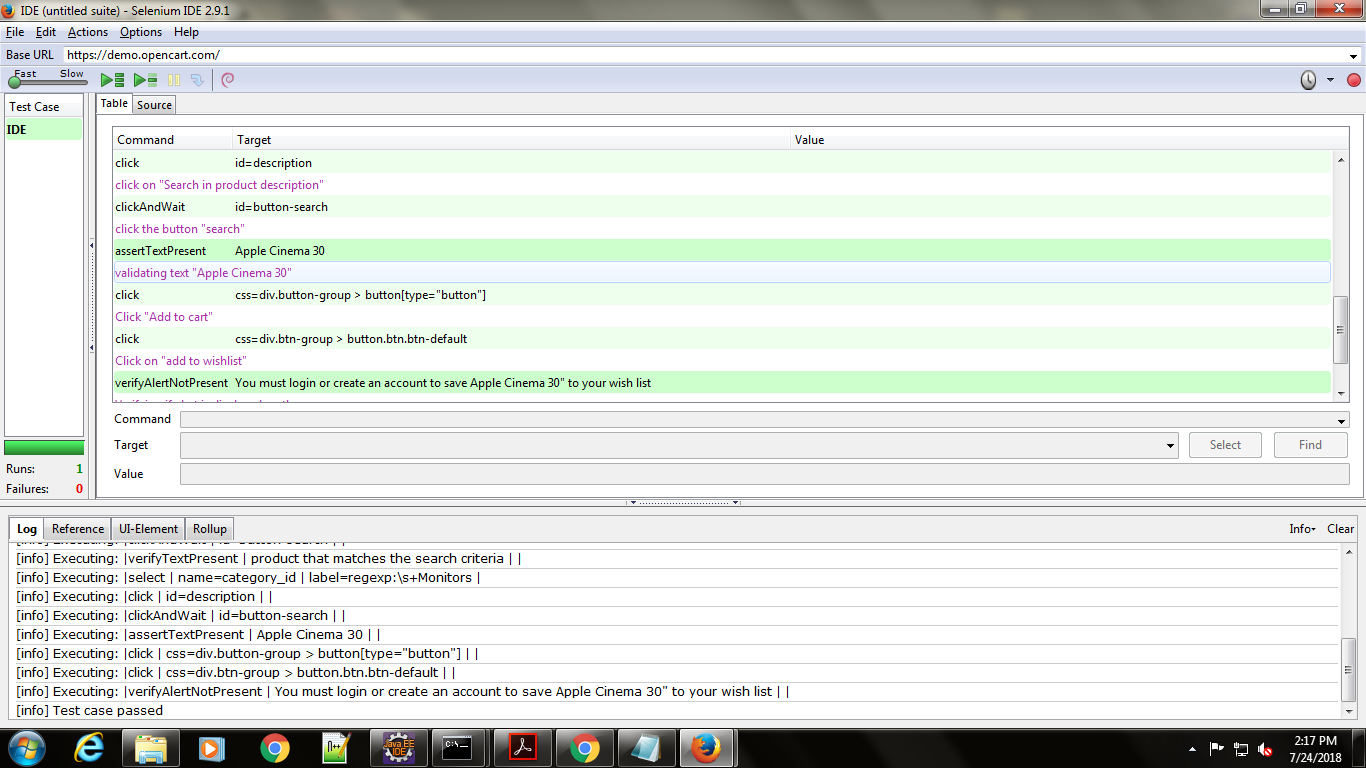 IDE (untitled suite) - Selenium IDE 2.9.1
File Edit Actions Options Help
Base URL https://demo.opencart.com/
Fast Slow
Test Case
IDE
Table Source
Command Target Value
click id=description
click on "Search in product description"
clickAndWait id=button-search
click the button "search"
assertTextPresent Apple Cinema 30
validating text "Apple Cinema 30"
click css=div.button-group > button[type="button"]
Click "Add to cart"
click css=div.btn-group > button.btn.btn-default
Click on "add to wishlist"
verifyAlertNotPresent You must login or create an account to save Apple Cinema 30" to your wish list
Command
Target Select Find
Value
Runs: 1
Failures: 0
Log Reference UI-Element Rollup Info Clear
[info] Executing: |clickAndWait | id=button-search | |
[info] Executing: |verifyTextPresent | product that matches the search criteria | |
[info] Executing: |select | name=category_id | label=regexp:\s+Monitors |
[info] Executing: |click | id=description | |
[info] Executing: |clickAndWait | id=button-search | |
[info] Executing: |assertTextPresent | Apple Cinema 30 | |
[info] Executing: |click | css=div.button-group > button[type="button"] | |
[info] Executing: |click | css=div.btn-group > button.btn.btn-default | |
[info] Executing: |verifyAlertNotPresent | You must login or create an account to save Apple Cinema 30" to your wish list | |
[info] Test case passed
Java EE
IDE
C:\.
2:17 PM
7/24/2018